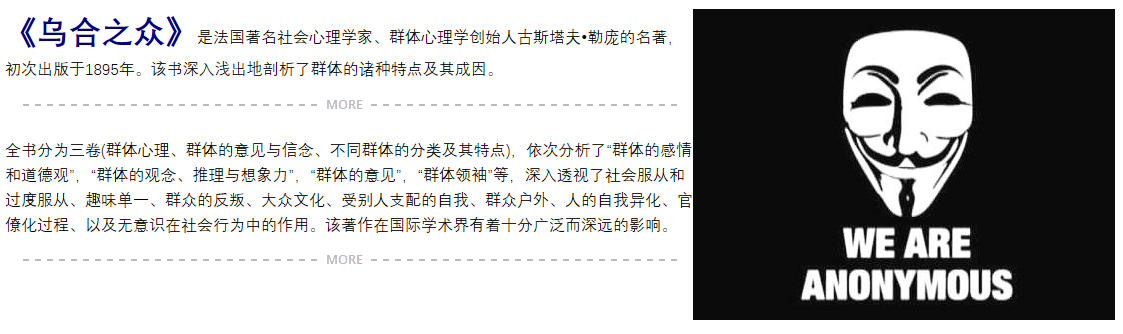 《乌合之众》是法国著名社会心理学家、群体心理学创始人古斯塔夫•勒庞的名著，
初次出版于1895年。该书深入浅出地剖析了群体的诸种特点及其成因。
MORE
全书分为三卷(群体心理、群体的意见与信念、不同群体的分类及其特点)，依次分析了“群体的感情
和道德观”，“群体的观念、推理与想象力”，“群体的意见”，“群体领袖”等，深入透视了社会服从和
过度服从、趣味单一、群众的反叛、大众文化、受别人支配的自我、群众户外、人的自我异化、官
僚化过程、以及无意识在社会行为中的作用。该著作在国际学术界有着十分广泛而深远的影响。
MORE
WE ARE
ANONYMOUS